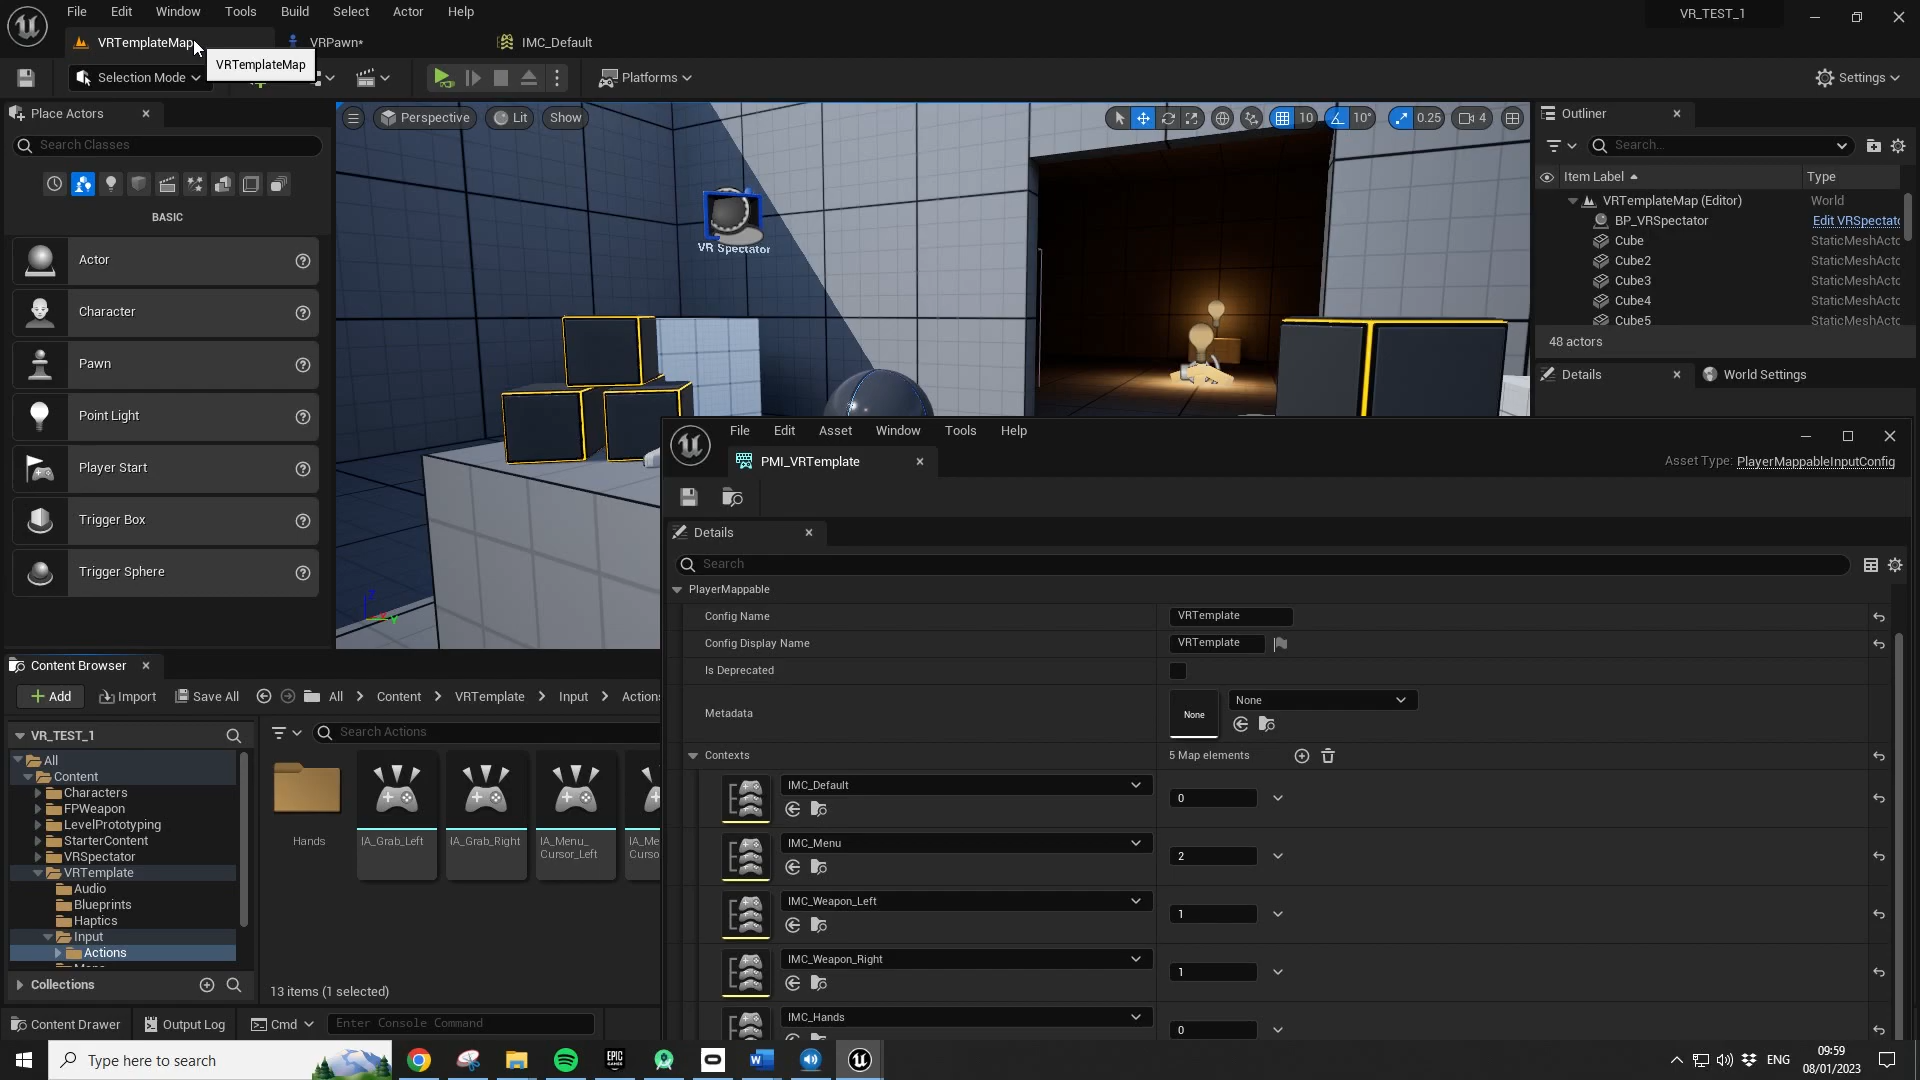 File Edit Window Tools Build Select Actor Help
VR_TEST_1
VRTemplateMap
VRPawn*
IMC_Default
VRTemplateMap
Selection Mode
Platforms
Settings
Place Actors
Search Classes
BASIC
Actor
Character
Pawn
Point Light
Player Start
Trigger Box
Trigger Sphere
Perspective
Lit
Show
10
10°
0.25
4
VR Spectator
Outliner
Search...
Item Label
Type
VRTemplateMap (Editor) World
BP_VRSpectator Edit VRSpectato
Cube StaticMeshActo
Cube2 StaticMeshActo
Cube3 StaticMeshActo
Cube4 StaticMeshActo
Cube5 StaticMeshActo
48 actors
Details
World Settings
File Edit Asset Window Tools Help
PMI_VRTemplate
Asset Type: PlayerMappableInputConfig
Details
Search
PlayerMappable
Config Name VRTemplate
Config Display Name VRTemplate
Is Deprecated
Metadata None None
Contexts 5 Map elements
IMC_Default 0
IMC_Menu 2
IMC_Weapon_Left 1
IMC_Weapon_Right 1
IMC_Hands 0
Content Browser
Add
Import
Save All
All Content VRTemplate Input Actions
VR_TEST_1
All
Content
Characters
FPWeapon
LevelPrototyping
StarterContent
VRSpectator
VRTemplate
Audio
Blueprints
Haptics
Input
Actions
Collections
Search Actions
Hands
IA_Grab_Left
IA_Grab_Right
IA_Menu_
Cursor_Left
IA_Me
Curso
13 items (1 selected)
Content Drawer
Output Log
Cmd
Enter Console Command
Type here to search
EPIC
GAMES
ENG
09:59
08/01/2023